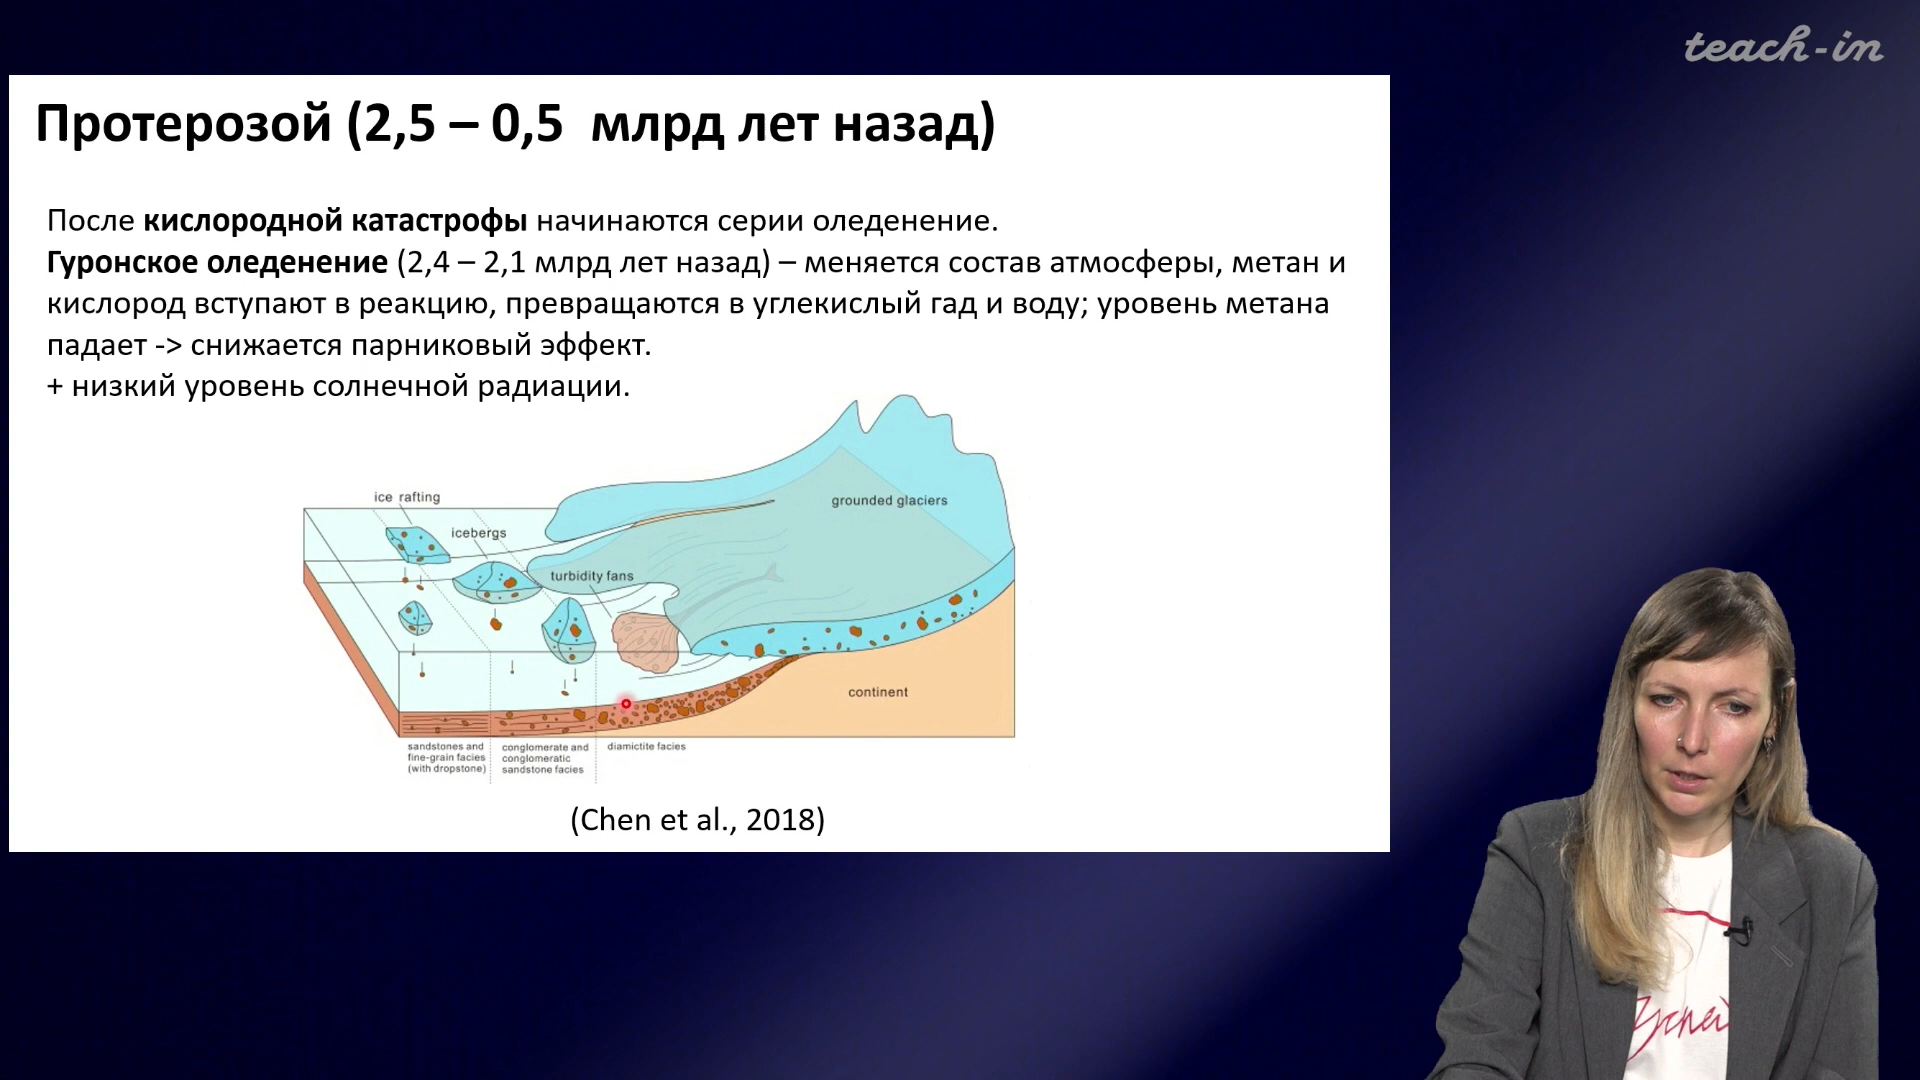 teach-in
Протерозой (2,5 – 0,5 млрд лет назад)
После кислородной катастрофы начинаются серии оледенение.
Гуронское оледенение (2,4 – 2,1 млрд лет назад) – меняется состав атмосферы, метан и
кислород вступают в реакцию, превращаются в углекислый гад и воду; уровень метана
падает -> снижается парниковый эффект.
+ низкий уровень солнечной радиации.
ice rafting
icebergs
grounded glaciers
turbidity fans
continent
sandstones and
fine-grain facies
(with dropstone)
conglomerate and
conglomeratic
sandstone facies
diamictite facies
(Chen et al., 2018)
Успей